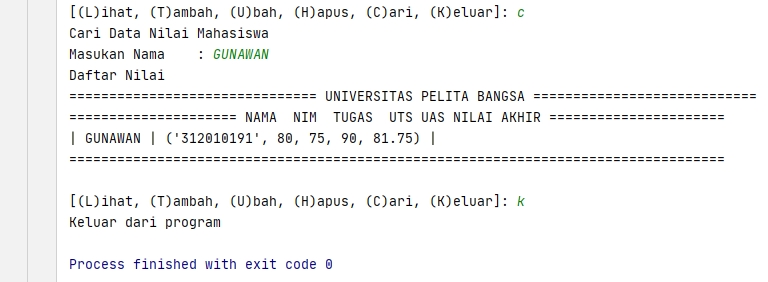 [(L)ihat, (T)ambah, (U)bah, (H)apus, (C)ari, (K)eluar]: c
Cari Data Nilai Mahasiswa
Masukan Nama    : GUNAWAN
Daftar Nilai
=============================== UNIVERSITAS PELITA BANGSA ============================
===================== NAMA  NIM  TUGAS  UTS UAS NILAI AKHIR ======================
| GUNAWAN | ('312010191', 80, 75, 90, 81.75) |
==================================================================================
[(L)ihat, (T)ambah, (U)bah, (H)apus, (C)ari, (K)eluar]: k
Keluar dari program
Process finished with exit code 0